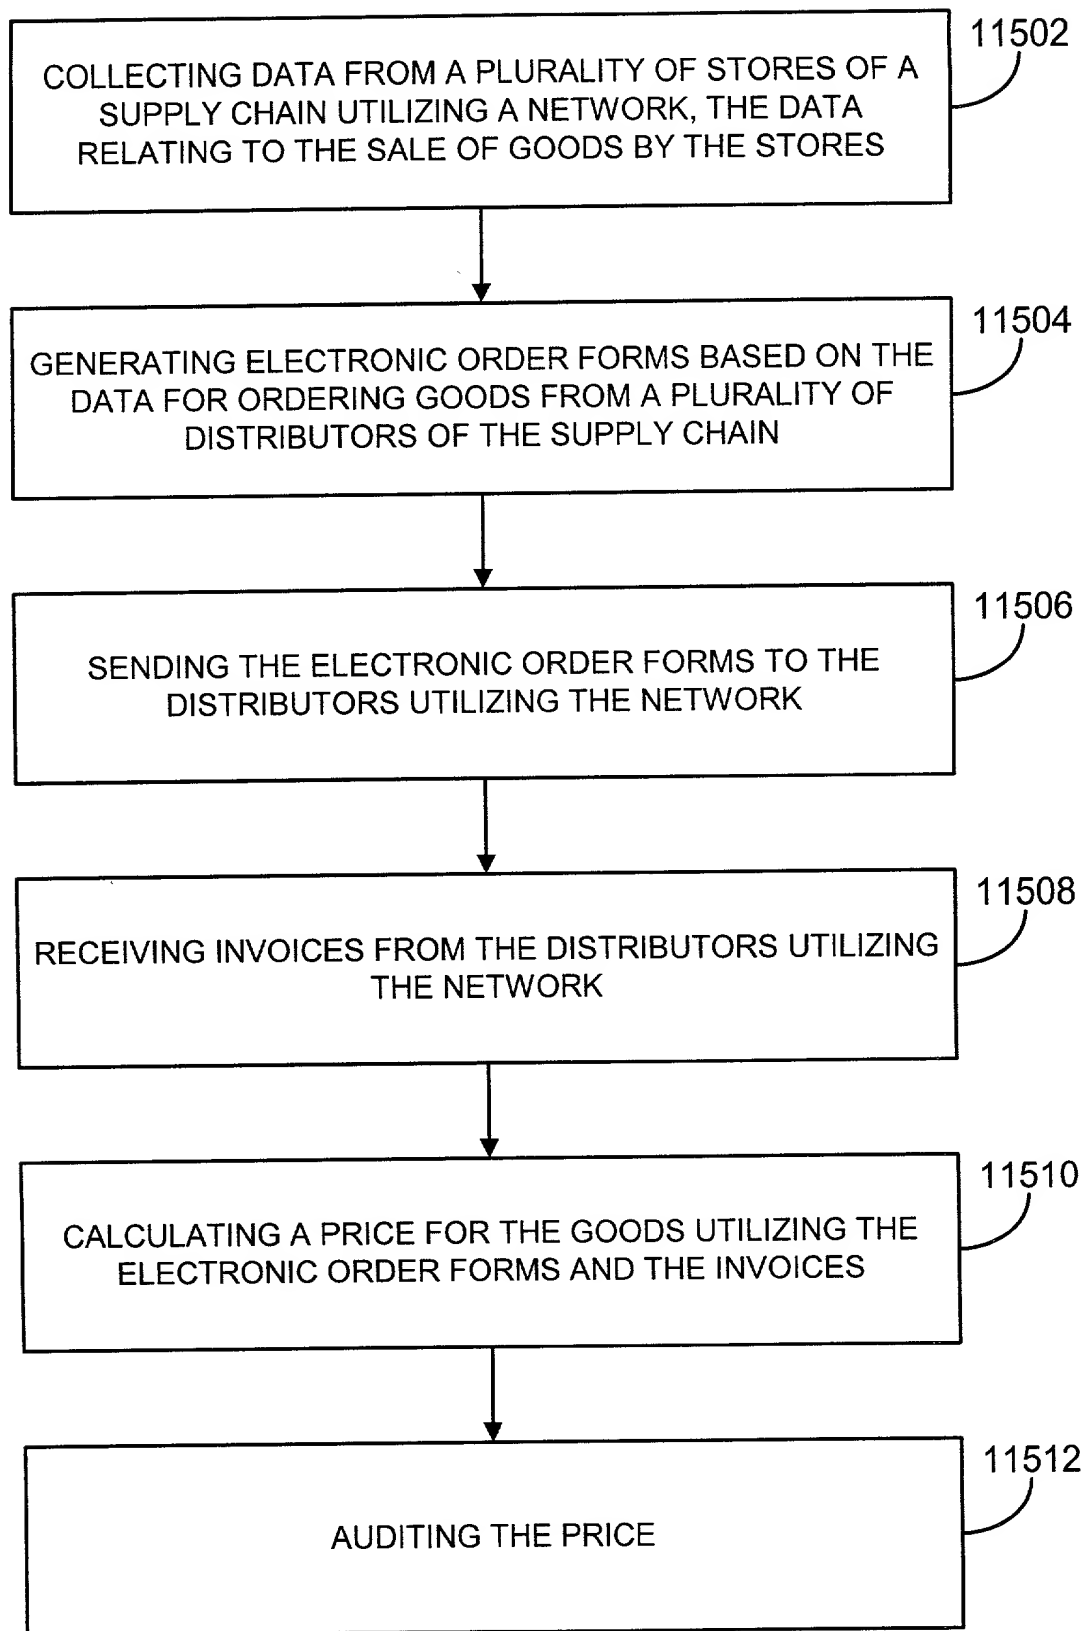 11502
COLLECTING DATA FROM A PLURALITY OF STORES OF A
SUPPLY CHAIN UTILIZING A NETWORK, THE DATA
RELATING TO THE SALE OF GOODS BY THE STORES
11504
GENERATING ELECTRONIC ORDER FORMS BASED ON THE
DATA FOR ORDERING GOODS FROM A PLURALITY OF
DISTRIBUTORS OF THE SUPPLY CHAIN
11506
SENDING THE ELECTRONIC ORDER FORMS TO THE
DISTRIBUTORS UTILIZING THE NETWORK
11508
RECEIVING INVOICES FROM THE DISTRIBUTORS UTILIZING
THE NETWORK
11510
CALCULATING A PRICE FOR THE GOODS UTILIZING THE
ELECTRONIC ORDER FORMS AND THE INVOICES
11512
AUDITING THE PRICE